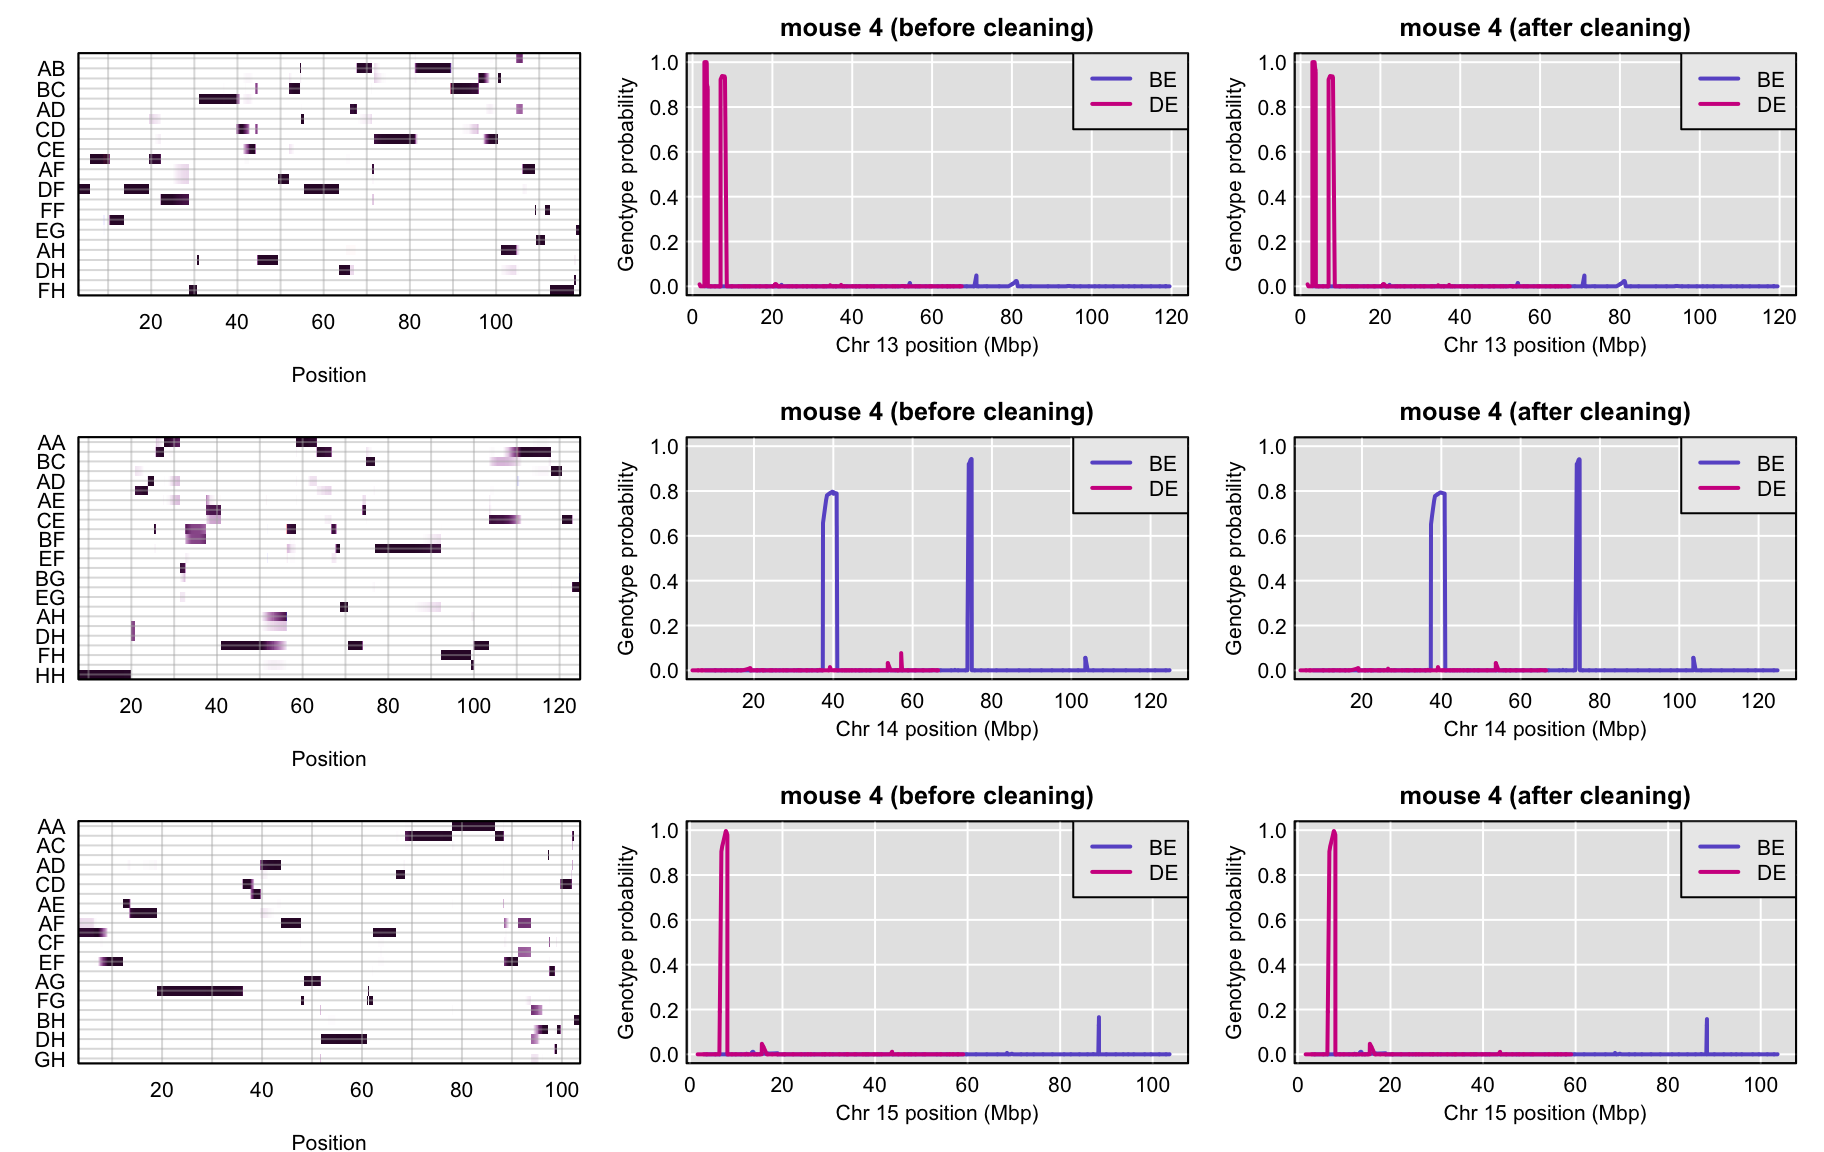 mouse 4 (before cleaning)
mouse 4 (after cleaning)
AB
BC
AD
CD
CE
AF
DF
FF
EG
AH
DH
FH
20 40 60 80 100
Position
Genotype probability
1.0
0.8
0.6
0.4
0.2
0.0
BE
DE
0 20 40 60 80 100 120
Chr 13 position (Mbp)
Genotype probability
1.0
0.8
0.6
0.4
0.2
0.0
BE
DE
0 20 40 60 80 100 120
Chr 13 position (Mbp)
mouse 4 (before cleaning)
mouse 4 (after cleaning)
AA
BC
AD
AE
CE
BF
EF
BG
EG
AH
DH
FH
HH
20 40 60 80 100 120
Position
Genotype probability
1.0
0.8
0.6
0.4
0.2
0.0
BE
DE
20 40 60 80 100 120
Chr 14 position (Mbp)
Genotype probability
1.0
0.8
0.6
0.4
0.2
0.0
BE
DE
20 40 60 80 100 120
Chr 14 position (Mbp)
mouse 4 (before cleaning)
mouse 4 (after cleaning)
AA
AC
AD
CD
AE
AF
CF
EF
AG
FG
BH
DH
GH
20 40 60 80 100
Position
Genotype probability
1.0
0.8
0.6
0.4
0.2
0.0
BE
DE
0 20 40 60 80 100
Chr 15 position (Mbp)
Genotype probability
1.0
0.8
0.6
0.4
0.2
0.0
BE
DE
0 20 40 60 80 100
Chr 15 position (Mbp)